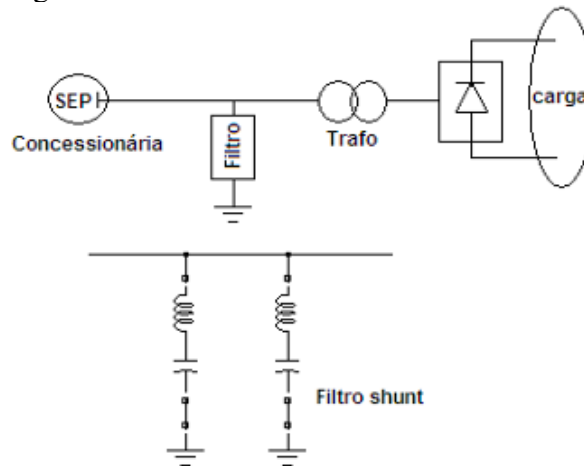 SEP
Concessionária
Filtro
Trafo
carga
Filtro shunt